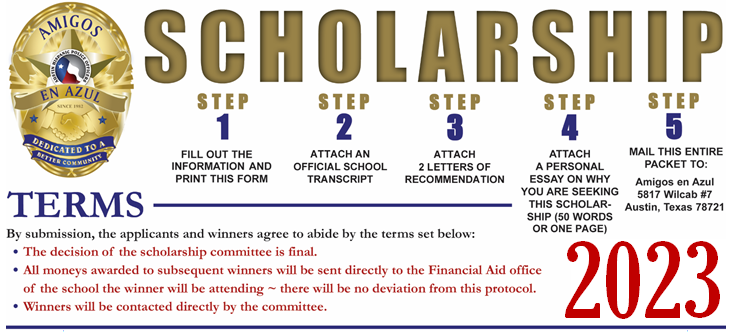 AMIGOS
AUSTIN HISPANIC POLICE OFFICERS
EN AZUL
SINCE 1982
DEDICATED TO A
BETTER COMMUNITY
SCHOLARSHIP
STEP
1
FILL OUT THE
INFORMATION AND
PRINT THIS FORM
STEP
2
ATTACH AN
OFFICIAL SCHOOL
TRANSCRIPT
STEP
3
ATTACH
2 LETTERS OF
RECOMMENDATION
STEP
4
ATTACH
A PERSONAL
ESSAY ON WHY
YOU ARE SEEKING
THIS SCHOLAR-
SHIP (50 WORDS
OR ONE PAGE)
STEP
5
MAIL THIS ENTIRE
PACKET TO:
Amigos en Azul
5817 Wilcab #7
Austin, Texas 78721
TERMS
By submission, the applicants and winners agree to abide by the terms set below:
• The decision of the scholarship committee is final.
• All moneys awarded to subsequent winners will be sent directly to the Financial Aid office
of the school the winner will be attending ~ there will be no deviation from this protocol.
• Winners will be contacted directly by the committee.
2023